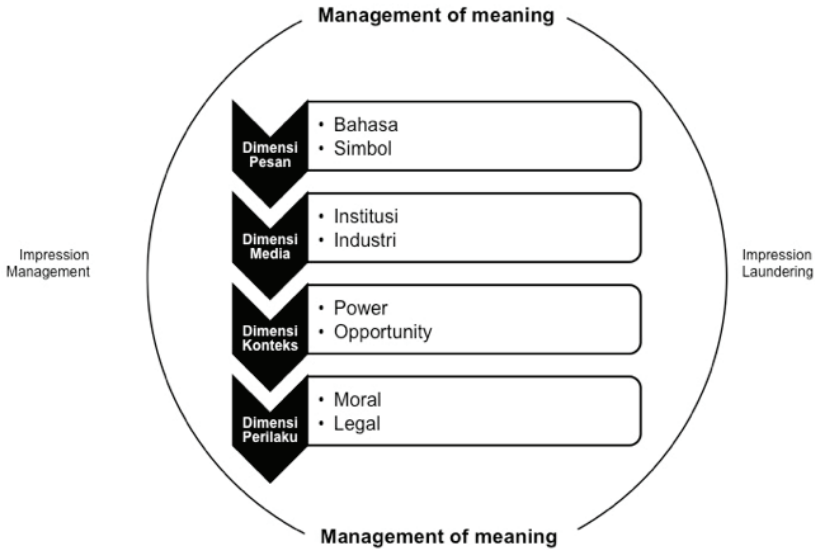 Management of meaning
Dimensi
Pesan
• Bahasa
• Simbol
Dimensi
Media
• Institusi
• Industri
Impression
Management
Impression
Laundering
Dimensi
Konteks
• Power
• Opportunity
Dimensi
Perilaku
• Moral
• Legal
Management of meaning